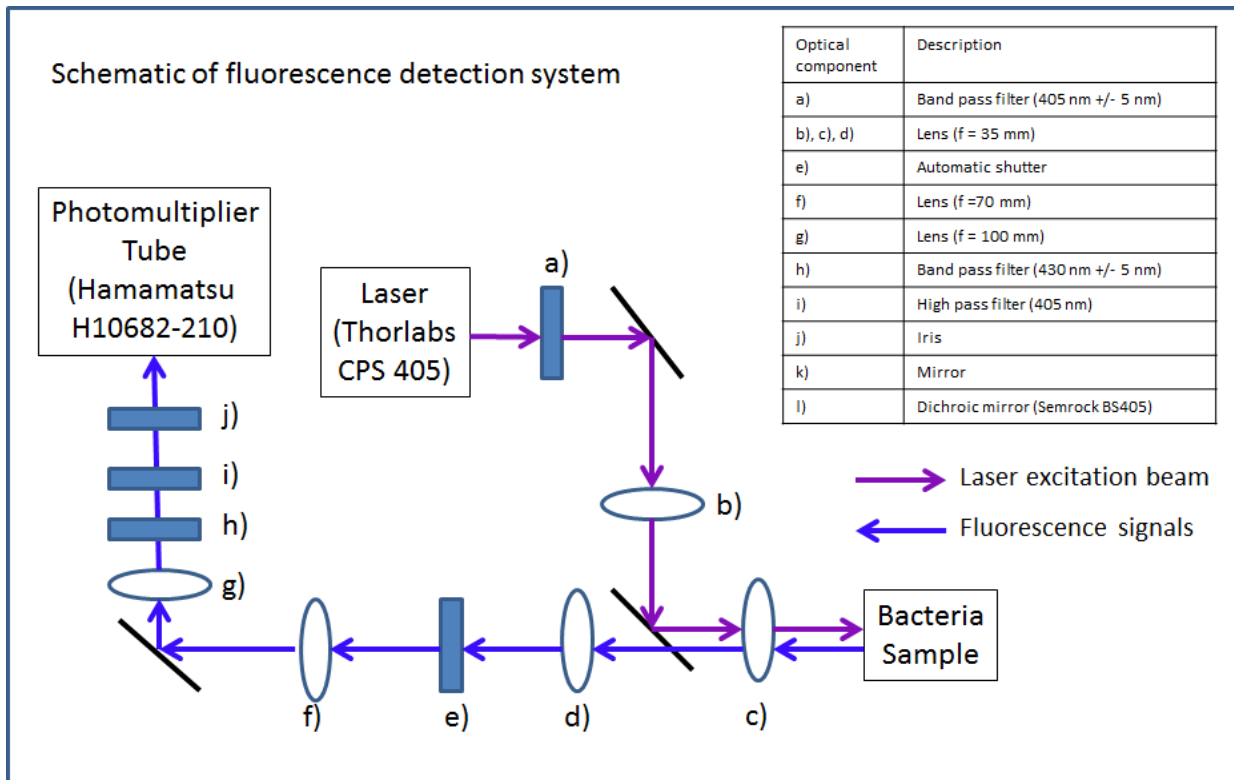 Schematic of fluorescence detection system
Optical component Description
a) Band pass filter (405 nm +/- 5 nm)
b), c), d) Lens (f = 35 mm)
e) Automatic shutter
f) Lens (f =70 mm)
g) Lens (f = 100 mm)
h) Band pass filter (430 nm +/- 5 nm)
i) High pass filter (405 nm)
j) Iris
k) Mirror
l) Dichroic mirror (Semrock BS405)
Photomultiplier
Tube
(Hamamatsu
H10682-210)
Laser
(Thorlabs
CPS 405)
a)
j)
i)
h)
g)
b)
Laser excitation beam
Fluorescence signals
Bacteria
Sample
f)
e)
d)
c)